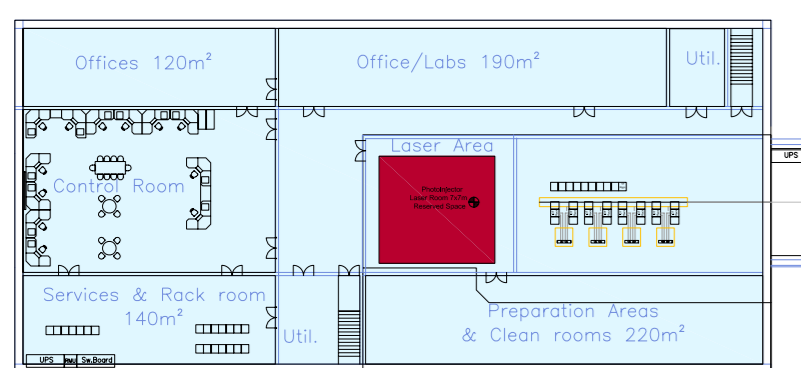 Offices 120m²
Office/Labs 190m²
Util.
Laser Area
UPS
Control Room
Photoinjector
Laser Room
Reserved Space
Services & Rack room
140m²
Util.
Preparation Areas
& Clean rooms 220m²
UPS
RMU
Sw.Board